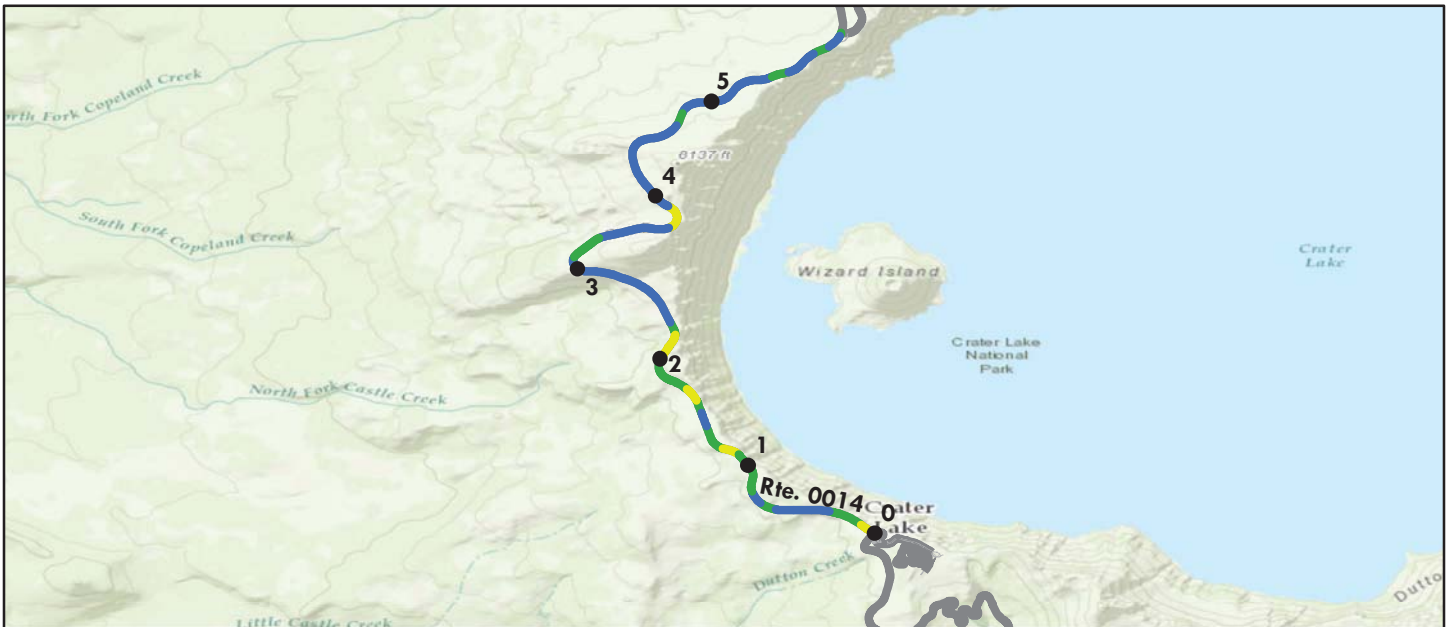 5
North Fork Copeland Creek
8137 ft
4
South Fork
Copeland Creek
Wizard Island
Crater
Lake
3
Crater Lake
National
Park
2
North Fork Castle Creek
1
Rte. 0014
Crater
Lake
0
Dutton Creek
Dutto
Little Castle Creek